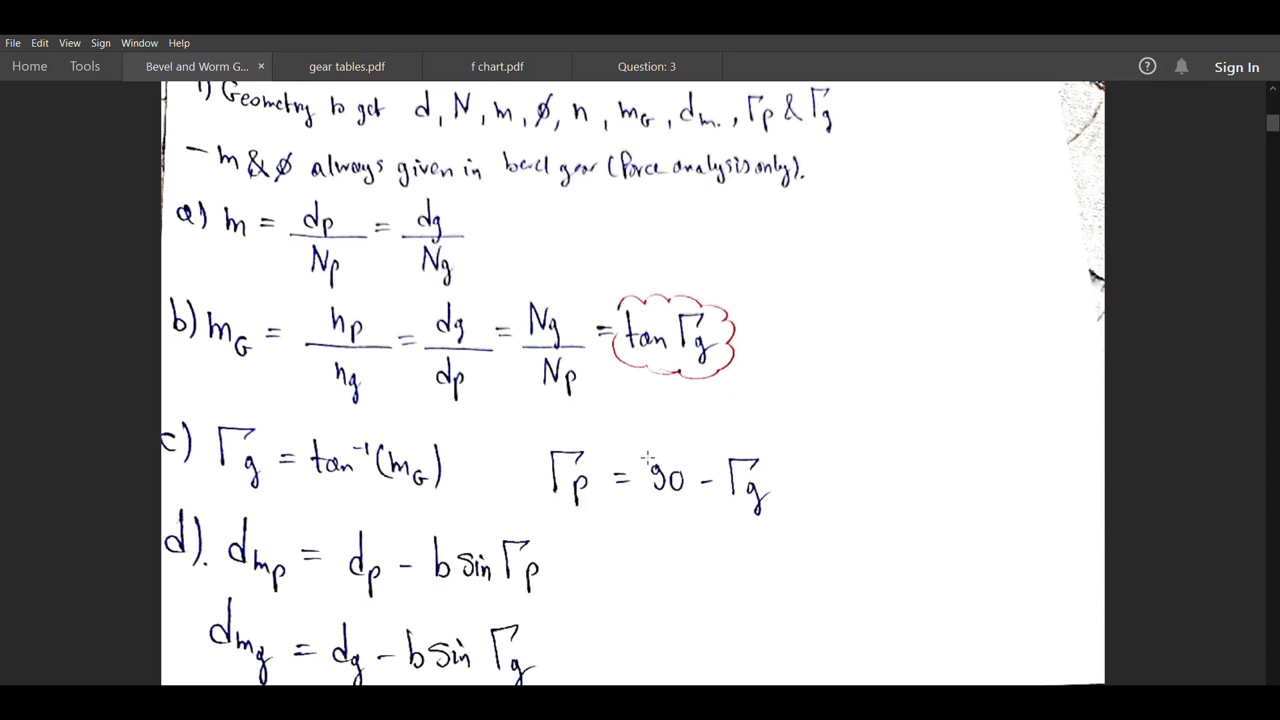 File Edit View Sign Window Help
Home Tools Bevel and Worm G... × gear tables.pdf f chart.pdf Question: 3 Sign In
1) Geometry to get d, N, m, φ, n, mG, dm., Γp & Γg
- m & φ always given in bevel gear (Force analysis only).
a) m = dp/Np = dg/Ng
b) mG = np/ng = dg/dp = Ng/Np = tan Γg
c) Γg = tan⁻¹(mG) Γp = 90 - Γg
d). dmp = dp - b sin Γp
dmg = dg - b sin Γg